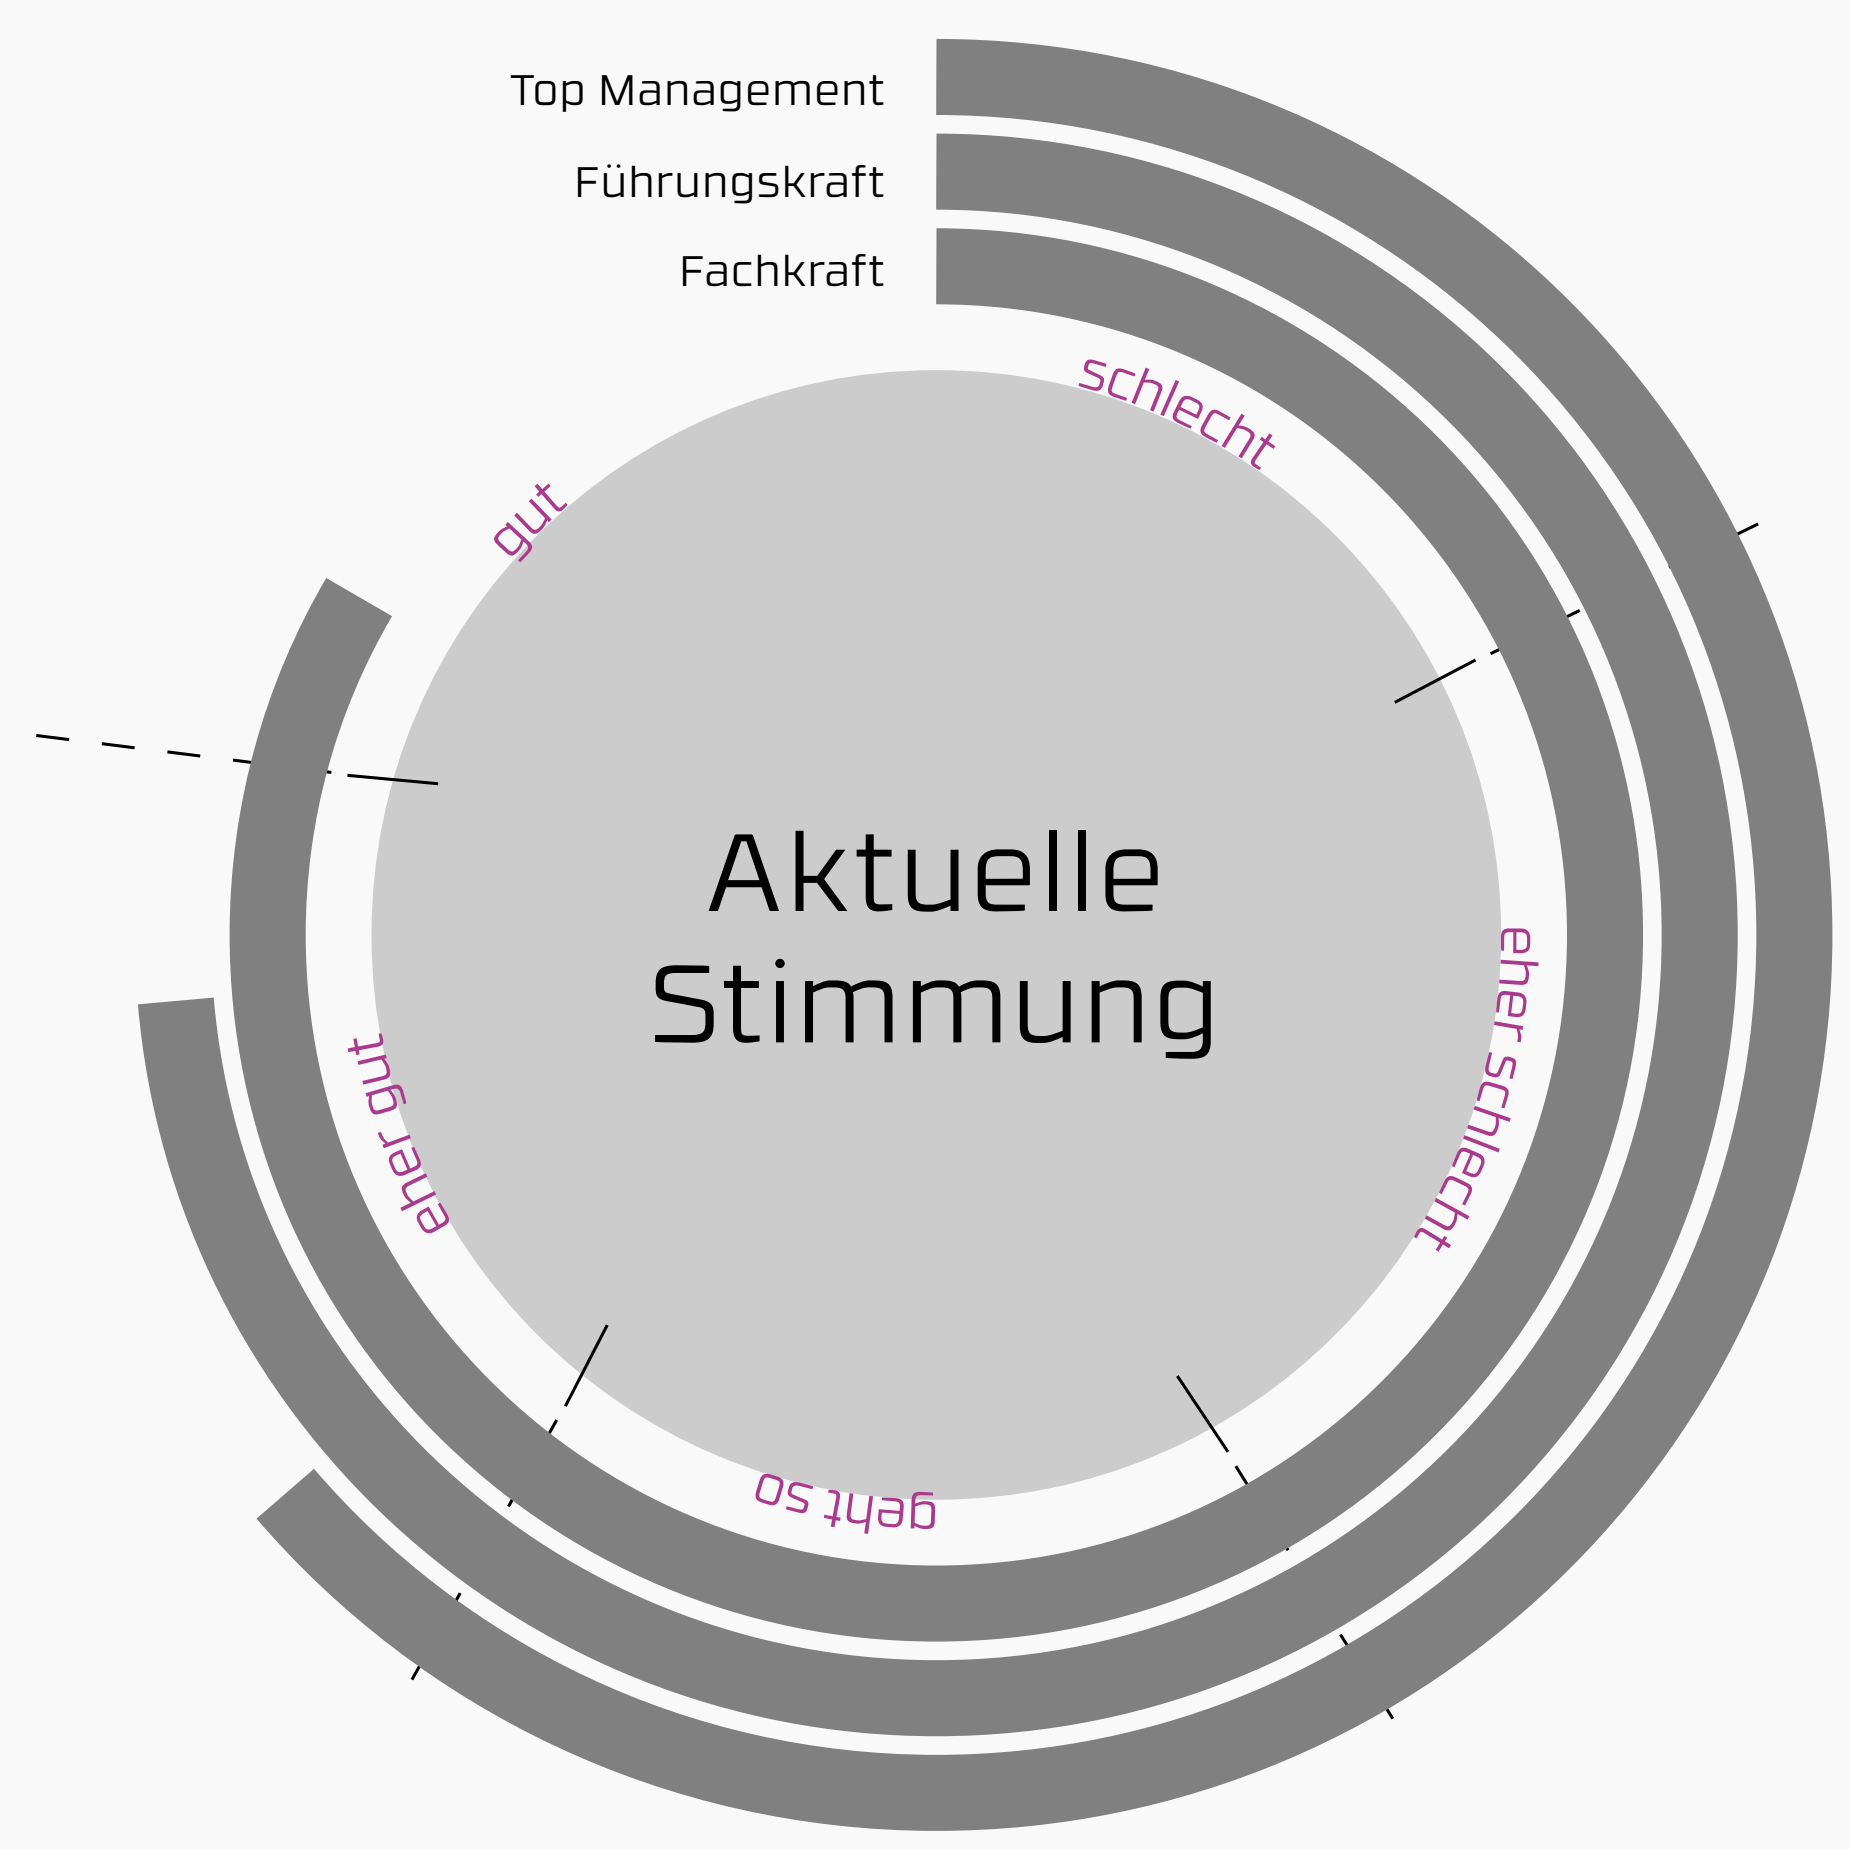 Top Management
Führungskraft
Fachkraft
schlecht
eher schlecht
geht so
eher gut
gut
Aktuelle
Stimmung